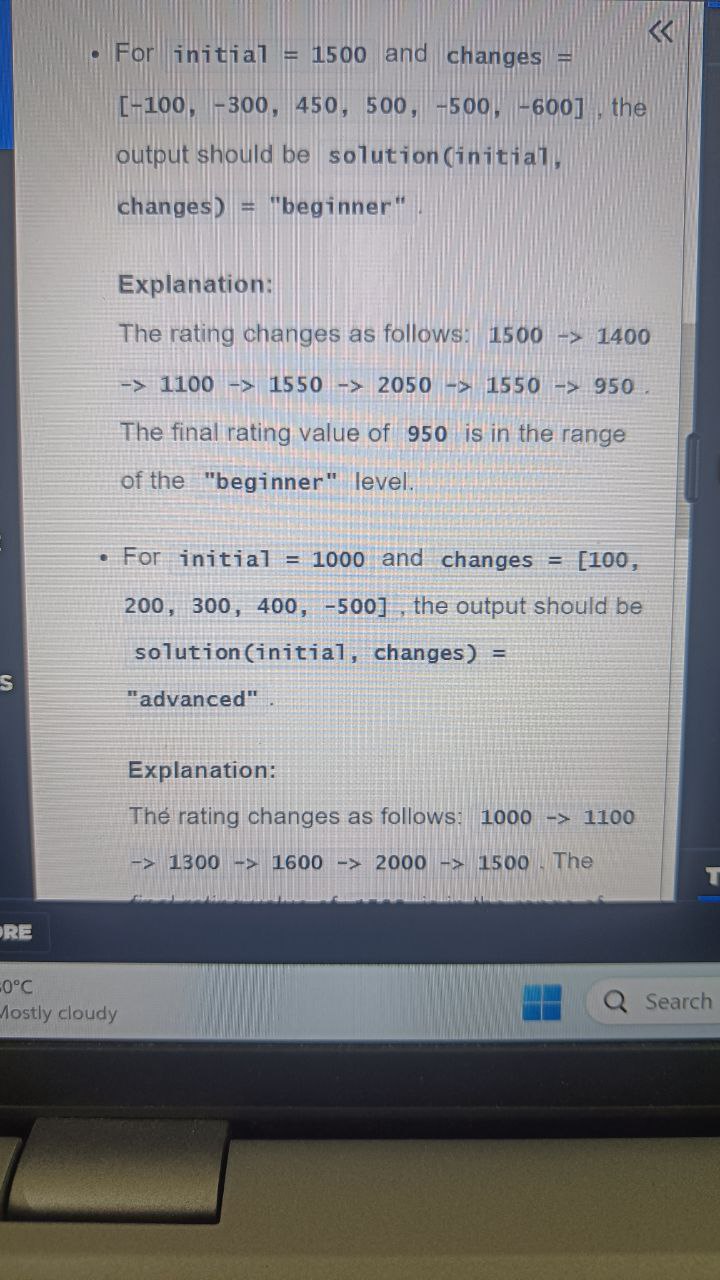 • For initial = 1500 and changes =
[-100, -300, 450, 500, -500, -600] , the
output should be solution(initial,
changes) = "beginner" .
Explanation:
The rating changes as follows: 1500 -> 1400
-> 1100 -> 1550 -> 2050 -> 1550 -> 950 .
The final rating value of 950 is in the range
of the "beginner" level.
• For initial = 1000 and changes = [100,
200, 300, 400, -500] , the output should be
solution(initial, changes) =
"advanced" .
Explanation:
The rating changes as follows: 1000 -> 1100
-> 1300 -> 1600 -> 2000 -> 1500 . The
S
T
ORE
0°C
Mostly cloudy
Search